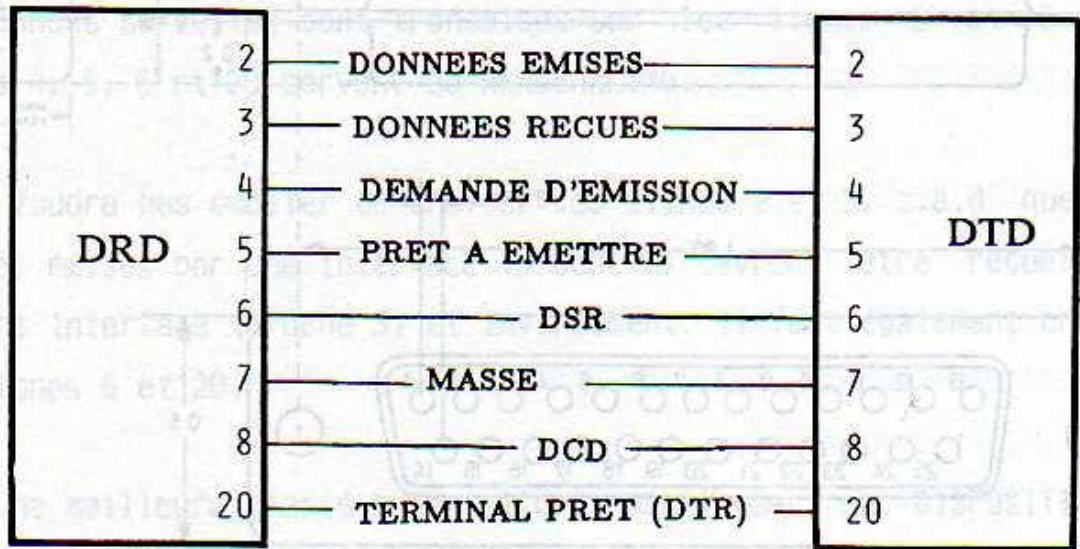 2 DONNEES EMISES 2
3 DONNEES RECUES 3
4 DEMANDE D'EMISSION 4
DRD DTD
5 PRET A EMETTRE 5
6 DSR 6
7 MASSE 7
8 DCD 8
20 TERMINAL PRET (DTR) 20